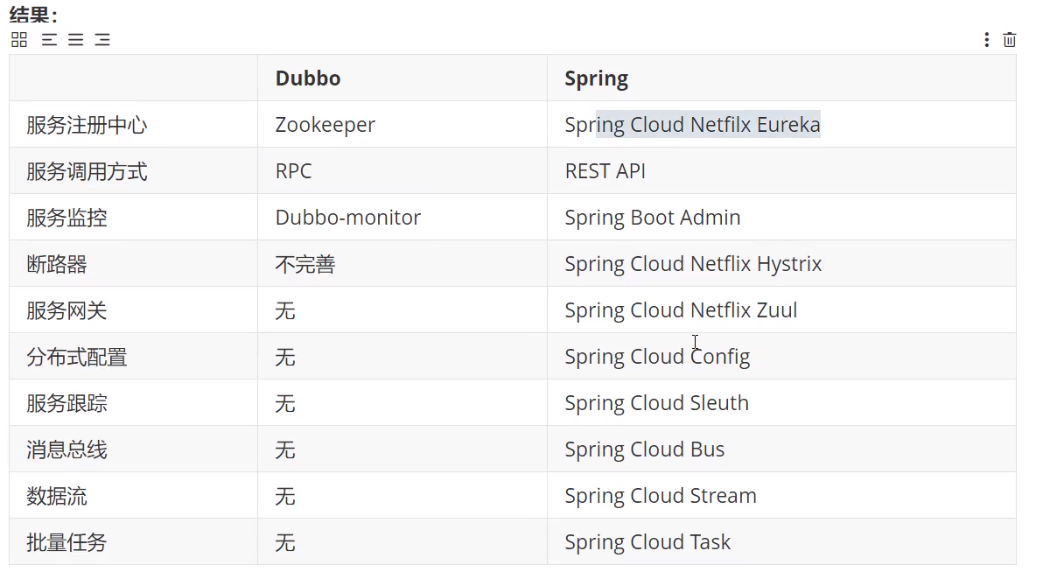 结果:
Dubbo Spring
服务注册中心 Zookeeper Spring Cloud Netfilx Eureka
服务调用方式 RPC REST API
服务监控 Dubbo-monitor Spring Boot Admin
断路器 不完善 Spring Cloud Netflix Hystrix
服务网关 无 Spring Cloud Netflix Zuul
分布式配置 无 Spring Cloud Config
服务跟踪 无 Spring Cloud Sleuth
消息总线 无 Spring Cloud Bus
数据流 无 Spring Cloud Stream
批量任务 无 Spring Cloud Task